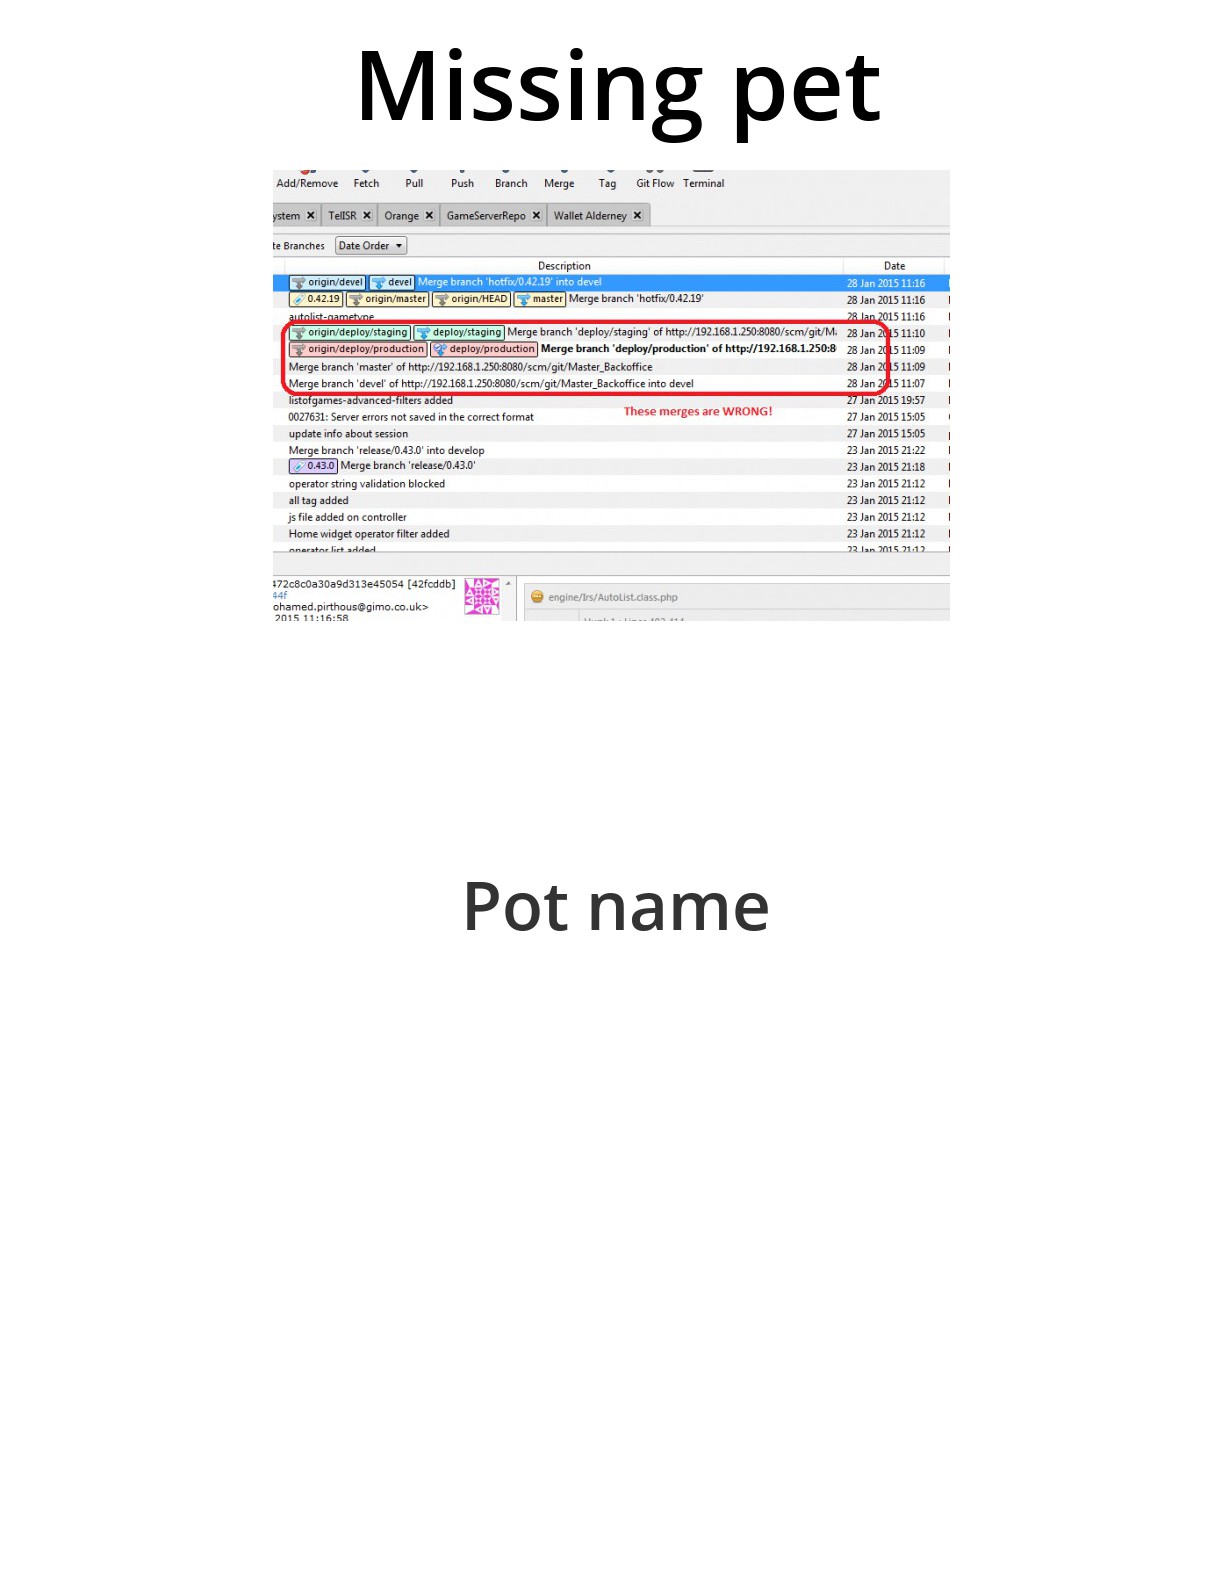 Missing pet
Add/Remove Fetch Pull Push Branch Merge Tag Git Flow Terminal
ystem TellSR Orange GameServerRepo Wallet Alderney
te Branches Date Order
Description Date
origin/devel devel Merge branch 'hotfix/0.42.19' into devel 28 Jan 2015 11:16
0.42.19 origin/master origin/HEAD master Merge branch 'hotfix/0.42.19' 28 Jan 2015 11:16
autolist-gametype 28 Jan 2015 11:16
origin/deploy/staging deploy/staging Merge branch 'deploy/staging' of http://192.168.1.250:8080/scm/git/Ma 28 Jan 2015 11:10
origin/deploy/production deploy/production Merge branch 'deploy/production' of http://192.168.1.250:8 28 Jan 2015 11:09
Merge branch 'master' of http://192.168.1.250:8080/scm/git/Master_Backoffice 28 Jan 2015 11:09
Merge branch 'devel' of http://192.168.1.250:8080/scm/git/Master_Backoffice into devel 28 Jan 2015 11:07
listofgames-advanced-filters added 27 Jan 2015 19:57
These merges are WRONG!
0027631: Server errors not saved in the correct format 27 Jan 2015 15:05
update info about session 27 Jan 2015 15:05
Merge branch 'release/0.43.0' into develop 23 Jan 2015 21:22
0.43.0 Merge branch 'release/0.43.0' 23 Jan 2015 21:18
operator string validation blocked 23 Jan 2015 21:12
all tag added 23 Jan 2015 21:12
js file added on controller 23 Jan 2015 21:12
Home widget operator filter added 23 Jan 2015 21:12
operator list added 23 Jan 2015 21:12
472c8c0a30a9d313e45054 [42fcddb]
44f
ohamed.pirthous@gimo.co.uk>
2015 11:16:58
engine/Irs/AutoList.class.php
Pot name